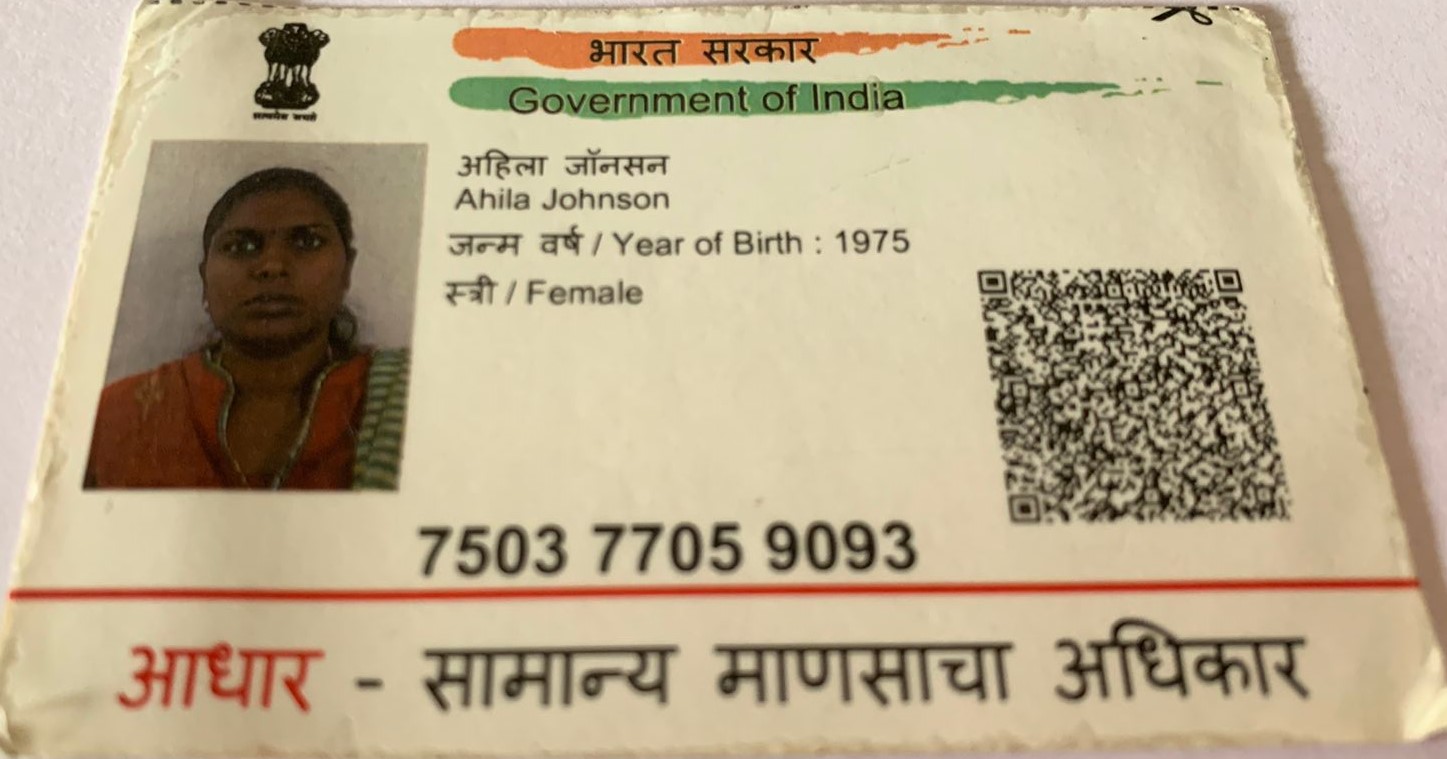 भारत सरकार
Government of India
सत्यमेव जयते
अहिला जॉनसन
Ahila Johnson
जन्म वर्ष / Year of Birth : 1975
स्त्री / Female
7503 7705 9093
आधार - सामान्य माणसाचा अधिकार